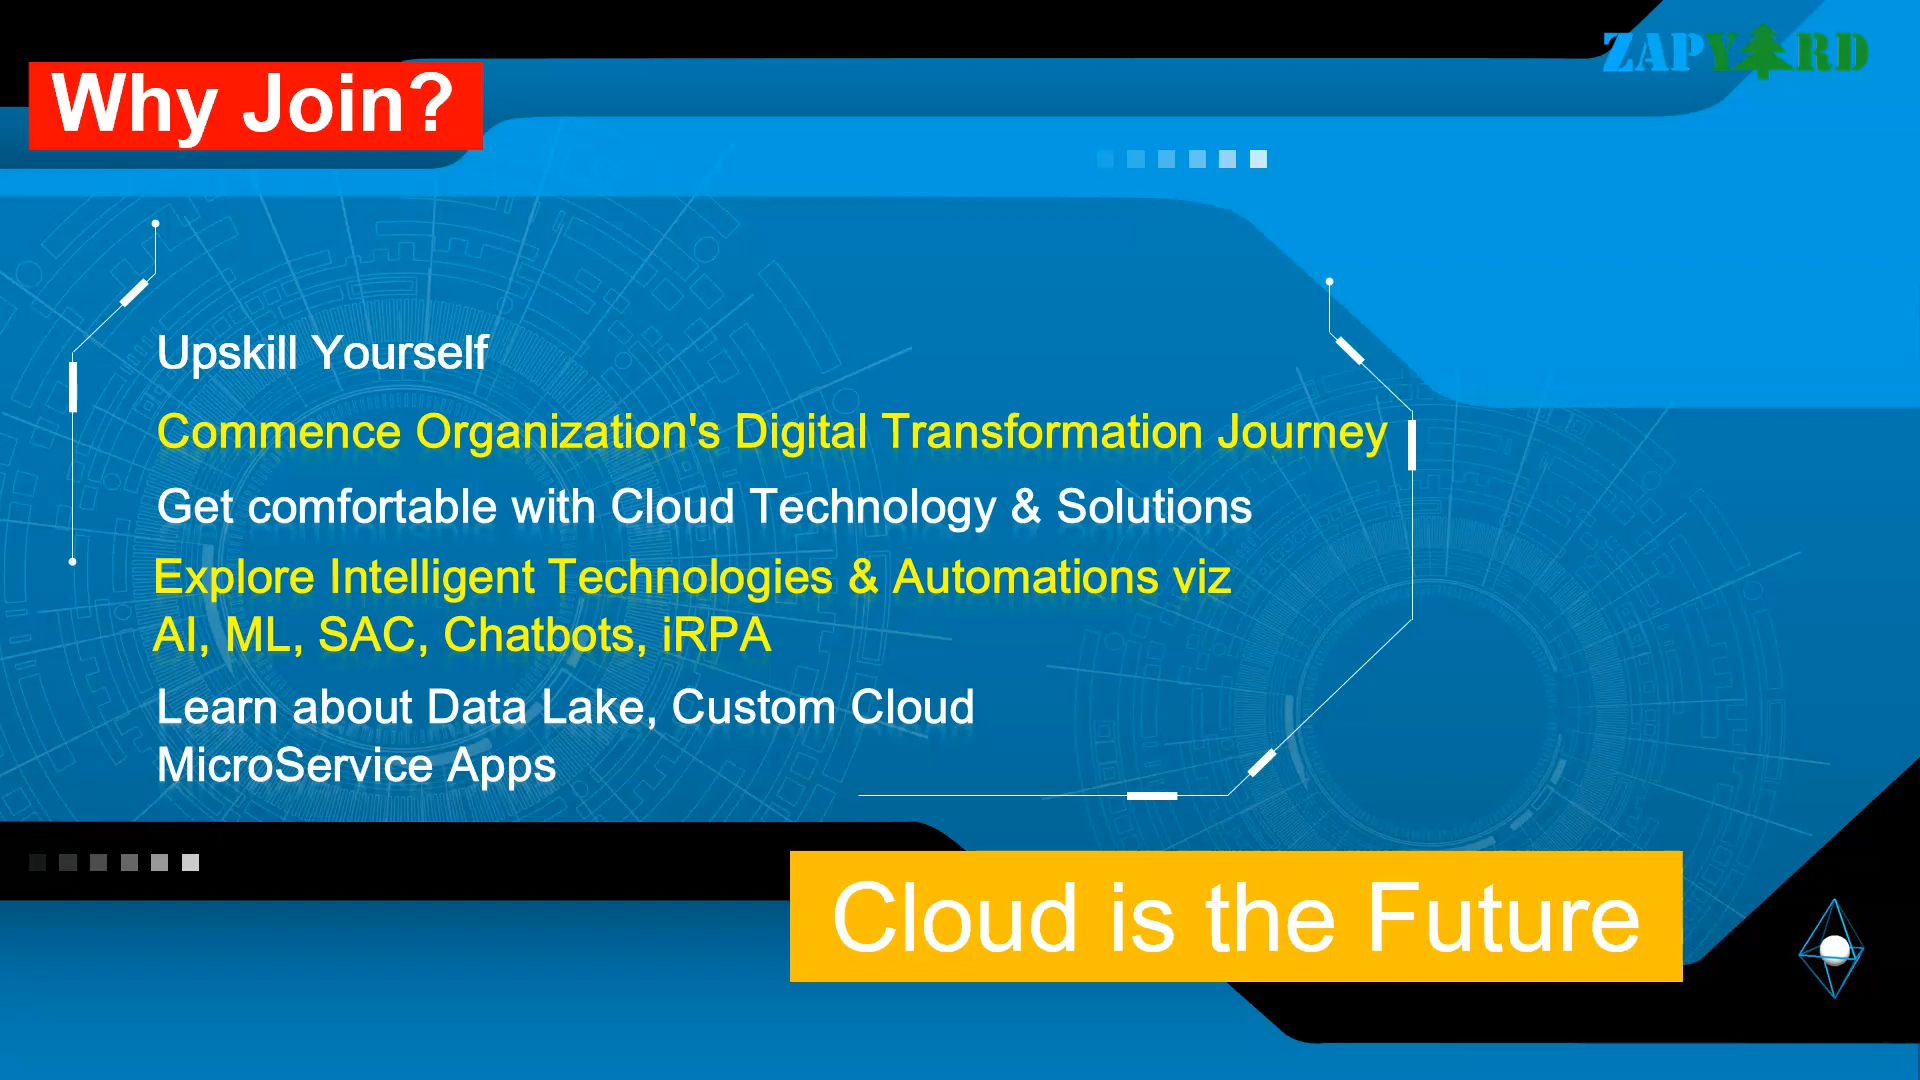 ZAPYARD
Why Join?
Upskill Yourself
Commence Organization's Digital Transformation Journey
Get comfortable with Cloud Technology & Solutions
Explore Intelligent Technologies & Automations viz
AI, ML, SAC, Chatbots, iRPA
Learn about Data Lake, Custom Cloud
MicroService Apps
Cloud is the Future